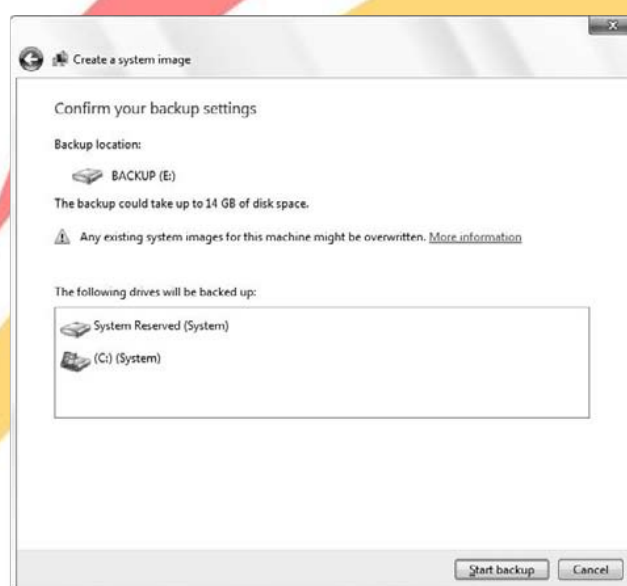 Create a system image
Confirm your backup settings
Backup location:
BACKUP (E:)
The backup could take up to 14 GB of disk space.
Any existing system images for this machine might be overwritten. More information
The following drives will be backed up:
System Reserved (System)
(C:) (System)
Start backup Cancel